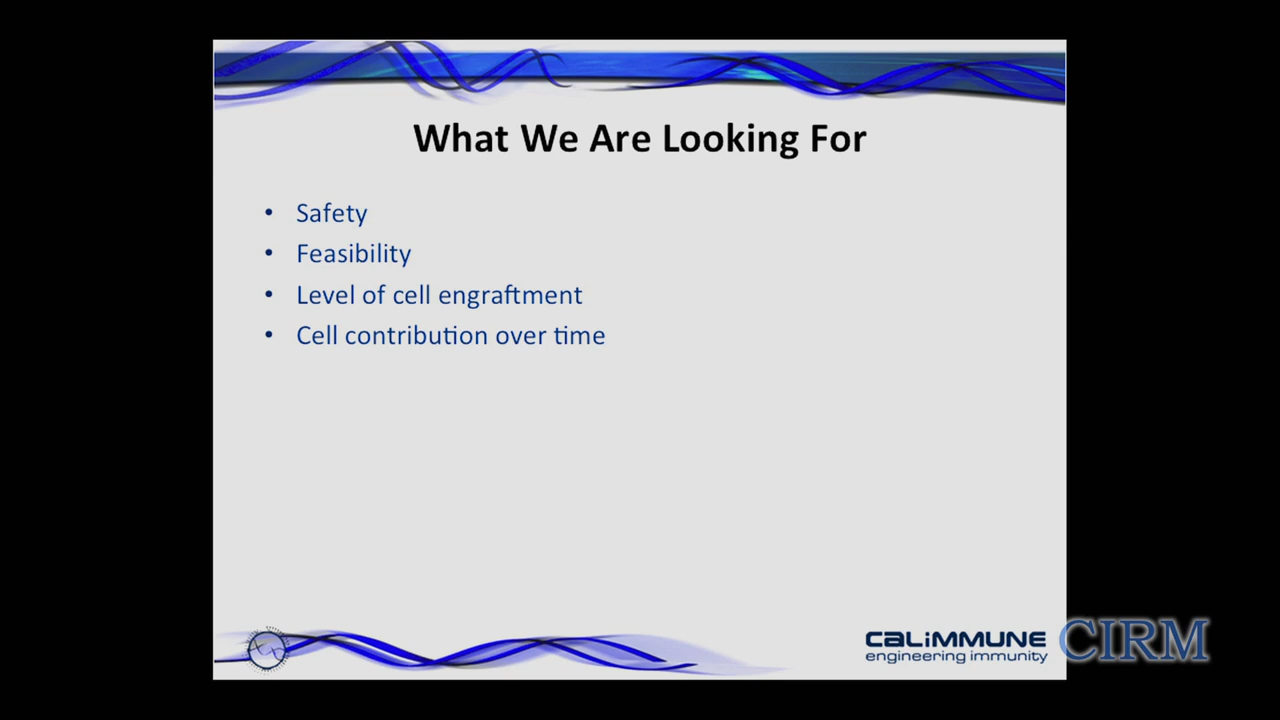 What We Are Looking For
• Safety
• Feasibility
• Level of cell engraftment
• Cell contribution over time
CALIMMUNE
engineering immunity
CIRM